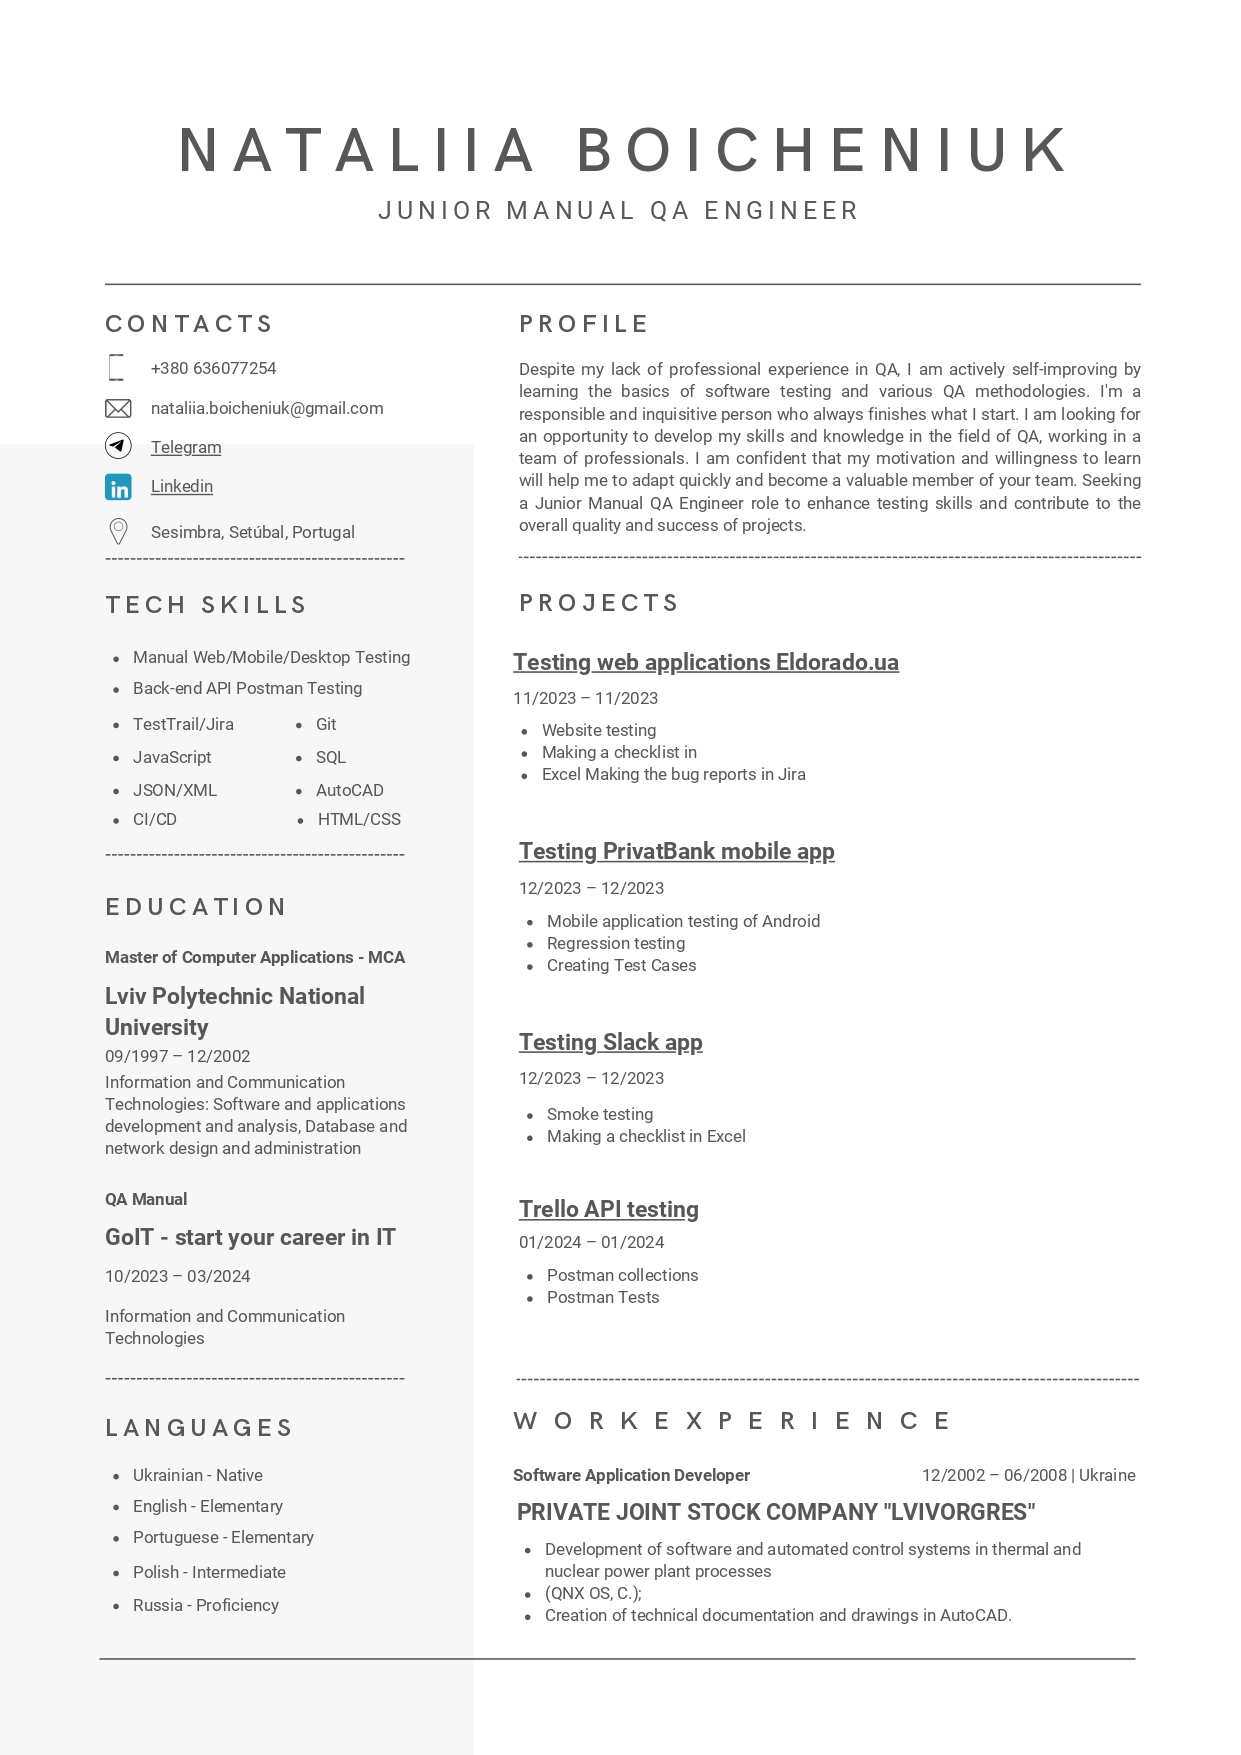 NATALIIA BOICHENIUK
JUNIOR MANUAL QA ENGINEER
CONTACTS
+380 636077254
nataliia.boicheniuk@gmail.com
Telegram
Linkedin
Sesimbra, Setúbal, Portugal
------------------------------------------------
TECH SKILLS
• Manual Web/Mobile/Desktop Testing
• Back-end API Postman Testing
• TestTrail/Jira • Git
• JavaScript • SQL
• JSON/XML • AutoCAD
• CI/CD • HTML/CSS
------------------------------------------------
EDUCATION
Master of Computer Applications - MCA
Lviv Polytechnic National
University
09/1997 – 12/2002
Information and Communication
Technologies: Software and applications
development and analysis, Database and
network design and administration
QA Manual
GoIT - start your career in IT
10/2023 – 03/2024
Information and Communication
Technologies
------------------------------------------------
LANGUAGES
• Ukrainian - Native
• English - Elementary
• Portuguese - Elementary
• Polish - Intermediate
• Russia - Proficiency
PROFILE
Despite my lack of professional experience in QA, I am actively self-improving by
learning the basics of software testing and various QA methodologies. I'm a
responsible and inquisitive person who always finishes what I start. I am looking for
an opportunity to develop my skills and knowledge in the field of QA, working in a
team of professionals. I am confident that my motivation and willingness to learn
will help me to adapt quickly and become a valuable member of your team. Seeking
a Junior Manual QA Engineer role to enhance testing skills and contribute to the
overall quality and success of projects.
----------------------------------------------------------------------------------------------------
PROJECTS
Testing web applications Eldorado.ua
11/2023 – 11/2023
• Website testing
• Making a checklist in
• Excel Making the bug reports in Jira
Testing PrivatBank mobile app
12/2023 – 12/2023
• Mobile application testing of Android
• Regression testing
• Creating Test Cases
Testing Slack app
12/2023 – 12/2023
• Smoke testing
• Making a checklist in Excel
Trello API testing
01/2024 – 01/2024
• Postman collections
• Postman Tests
----------------------------------------------------------------------------------------------------
WORKEXPERIENCE
Software Application Developer 12/2002 – 06/2008 | Ukraine
PRIVATE JOINT STOCK COMPANY "LVIVORGRES"
• Development of software and automated control systems in thermal and
nuclear power plant processes
• (QNX OS, C.);
• Creation of technical documentation and drawings in AutoCAD.